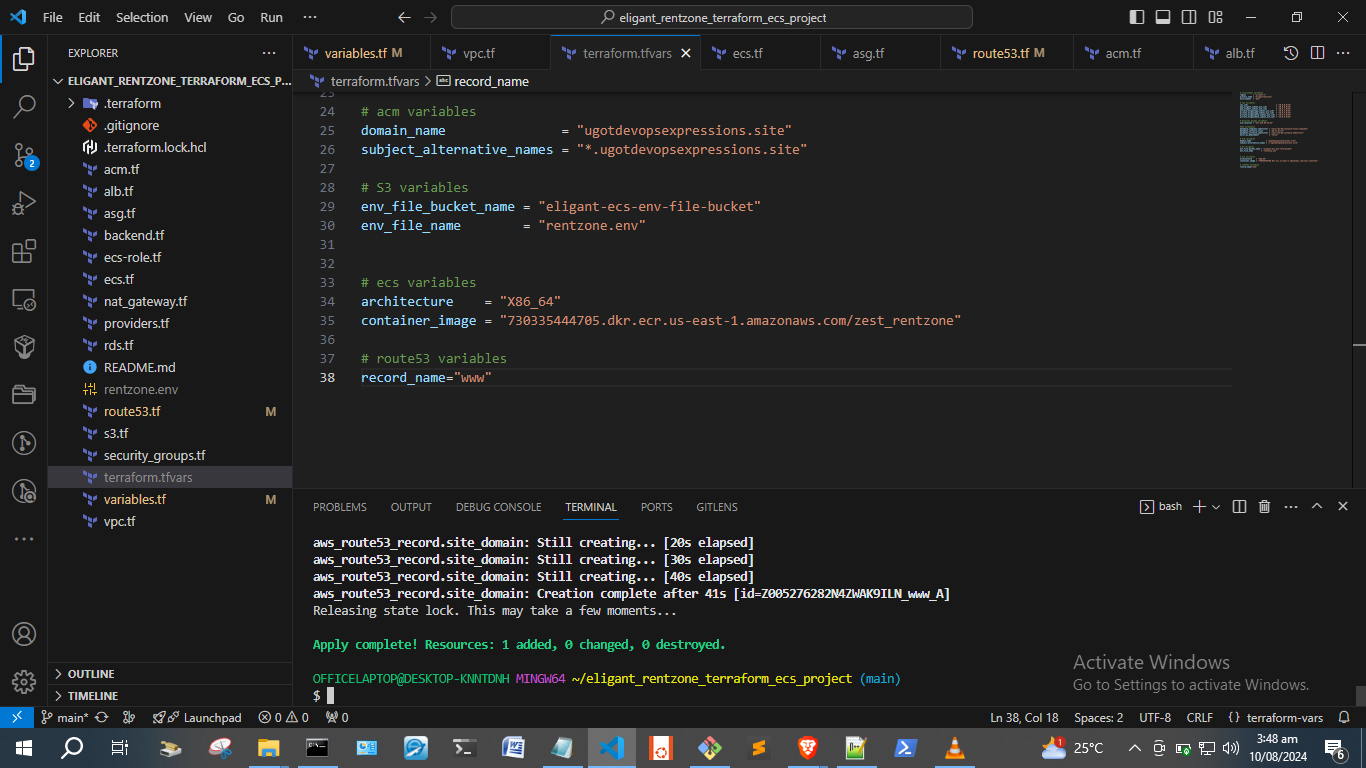 File Edit Selection View Go Run ···
eligant_rentzone_terraform_ecs_project
EXPLORER
ELIGANT_RENTZONE_TERRAFORM_ECS_P...
.terraform
.gitignore
.terraform.lock.hcl
acm.tf
alb.tf
asg.tf
backend.tf
ecs-role.tf
ecs.tf
nat_gateway.tf
providers.tf
rds.tf
README.md
rentzone.env
route53.tf M
s3.tf
security_groups.tf
terraform.tfvars
variables.tf M
vpc.tf
OUTLINE
TIMELINE
2
variables.tf M vpc.tf terraform.tfvars ecs.tf asg.tf route53.tf M acm.tf alb.tf
terraform.tfvars > record_name
23
24 # acm variables
25 domain_name = "ugotdevopsexpressions.site"
26 subject_alternative_names = "*.ugotdevopsexpressions.site"
27
28 # S3 variables
29 env_file_bucket_name = "eligant-ecs-env-file-bucket"
30 env_file_name = "rentzone.env"
31
32
33 # ecs variables
34 architecture = "X86_64"
35 container_image = "730335444705.dkr.ecr.us-east-1.amazonaws.com/zest_rentzone"
36
37 # route53 variables
38 record_name="www"
PROBLEMS OUTPUT DEBUG CONSOLE TERMINAL PORTS GITLENS
bash
aws_route53_record.site_domain: Still creating... [20s elapsed]
aws_route53_record.site_domain: Still creating... [30s elapsed]
aws_route53_record.site_domain: Still creating... [40s elapsed]
aws_route53_record.site_domain: Creation complete after 41s [id=Z005276282N4ZWAK9ILN_www_A]
Releasing state lock. This may take a few moments...
Apply complete! Resources: 1 added, 0 changed, 0 destroyed.
OFFICELAPTOP@DESKTOP-KNNTDNH MINGW64 ~/eligant_rentzone_terraform_ecs_project (main)
$
Activate Windows
Go to Settings to activate Windows.
main* Launchpad 0 0 0 Ln 38, Col 18 Spaces: 2 UTF-8 CRLF {} terraform-vars
1 25°C 3:48 am
10/08/2024
6